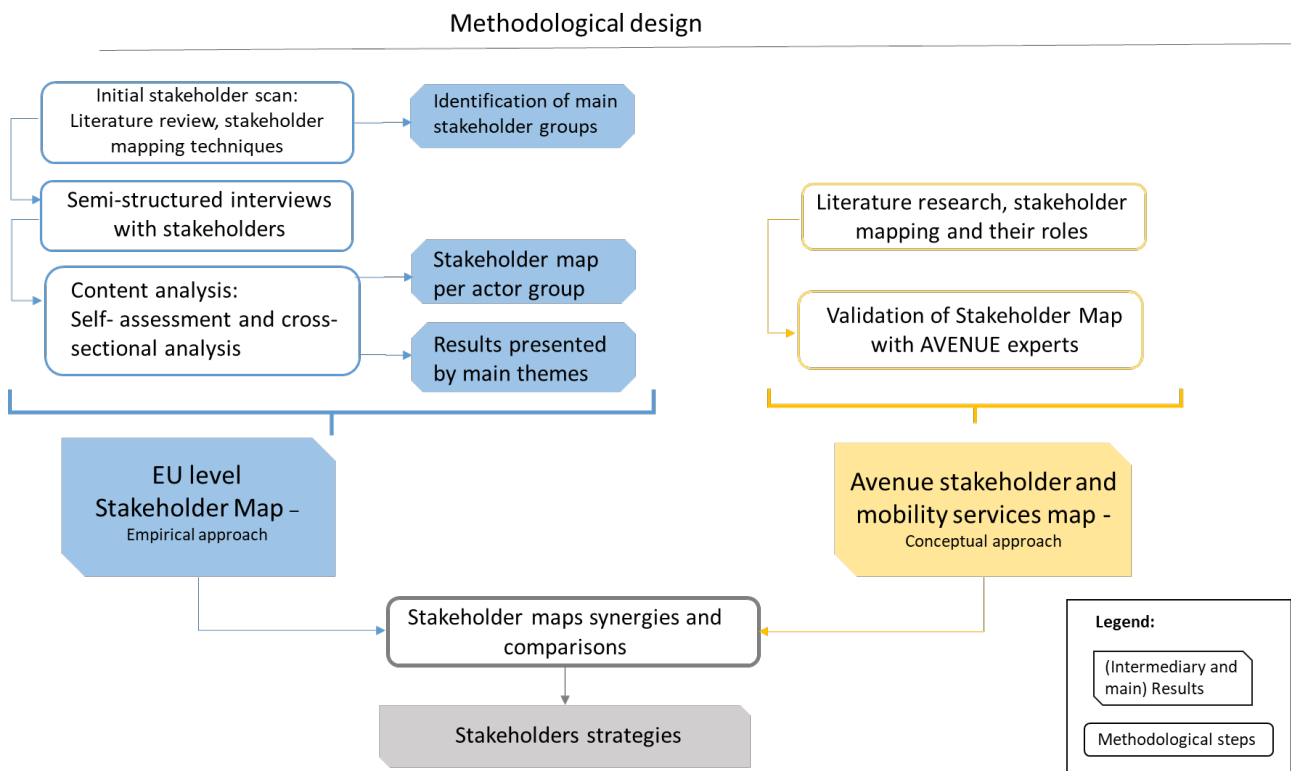 Methodological design
Initial stakeholder scan:
Literature review, stakeholder
mapping techniques
Identification of main
stakeholder groups
Semi-structured interviews
with stakeholders
Content analysis:
Self- assessment and cross-
sectional analysis
Stakeholder map
per actor group
Results presented
by main themes
Literature research, stakeholder
mapping and their roles
Validation of Stakeholder Map
with AVENUE experts
EU level
Stakeholder Map –
Empirical approach
Avenue stakeholder and
mobility services map -
Conceptual approach
Stakeholder maps synergies and
comparisons
Stakeholders strategies
Legend:
(Intermediary and
main) Results
Methodological steps